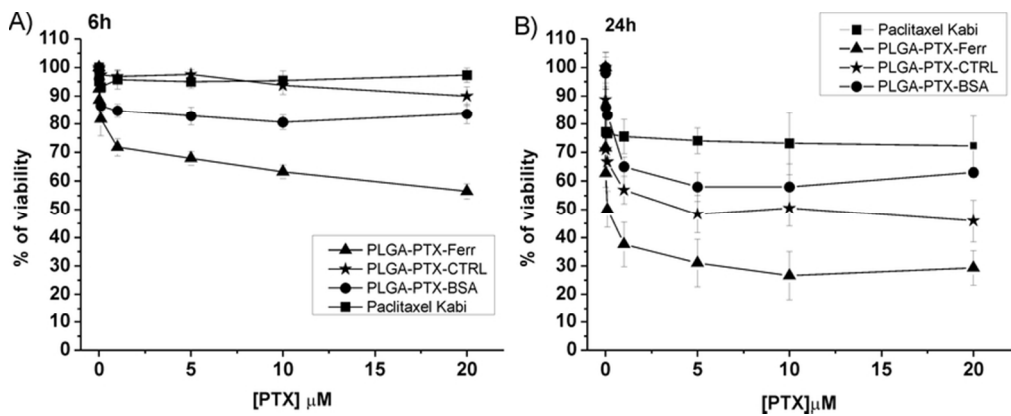 A)
6h
110
100
90
80
70
60
50
40
30
20
10
0
% of viability
PLGA-PTX-Ferr
PLGA-PTX-CTRL
PLGA-PTX-BSA
Paclitaxel Kabi
0 5 10 15 20
[PTX] μM
B)
24h
110
100
90
80
70
60
50
40
30
20
10
0
% of viability
Paclitaxel Kabi
PLGA-PTX-Ferr
PLGA-PTX-CTRL
PLGA-PTX-BSA
0 5 10 15 20
[PTX]μM